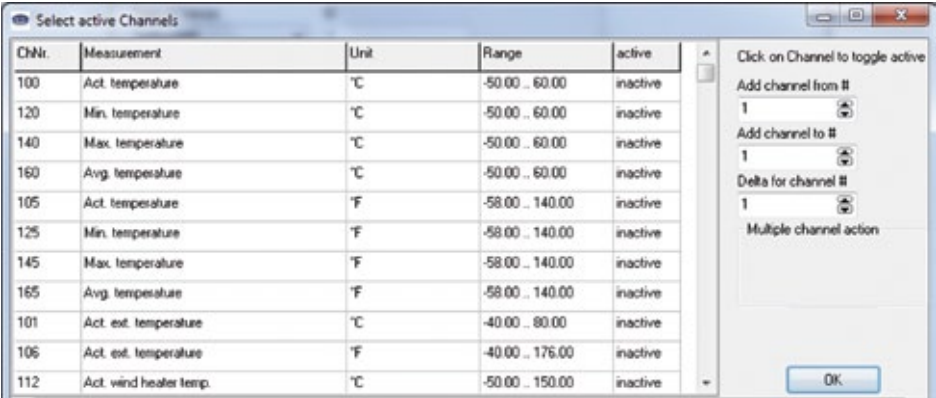 Select active Channels
ChNr. Measurement Unit Range active
100 Act. temperature °C -50.00 .. 60.00 inactive
120 Min. temperature °C -50.00 .. 60.00 inactive
140 Max. temperature °C -50.00 .. 60.00 inactive
160 Avg. temperature °C -50.00 .. 60.00 inactive
105 Act. temperature °F -58.00 .. 140.00 inactive
125 Min. temperature °F -58.00 .. 140.00 inactive
145 Max. temperature °F -58.00 .. 140.00 inactive
165 Avg. temperature °F -58.00 .. 140.00 inactive
101 Act. ext. temperature °C -40.00 .. 80.00 inactive
106 Act. ext. temperature °F -40.00 .. 176.00 inactive
112 Act. wind heater temp. °C -50.00 .. 150.00 inactive
Click on Channel to toggle active
Add channel from #
1
Add channel to #
1
Delta for channel #
1
Multiple channel action
OK